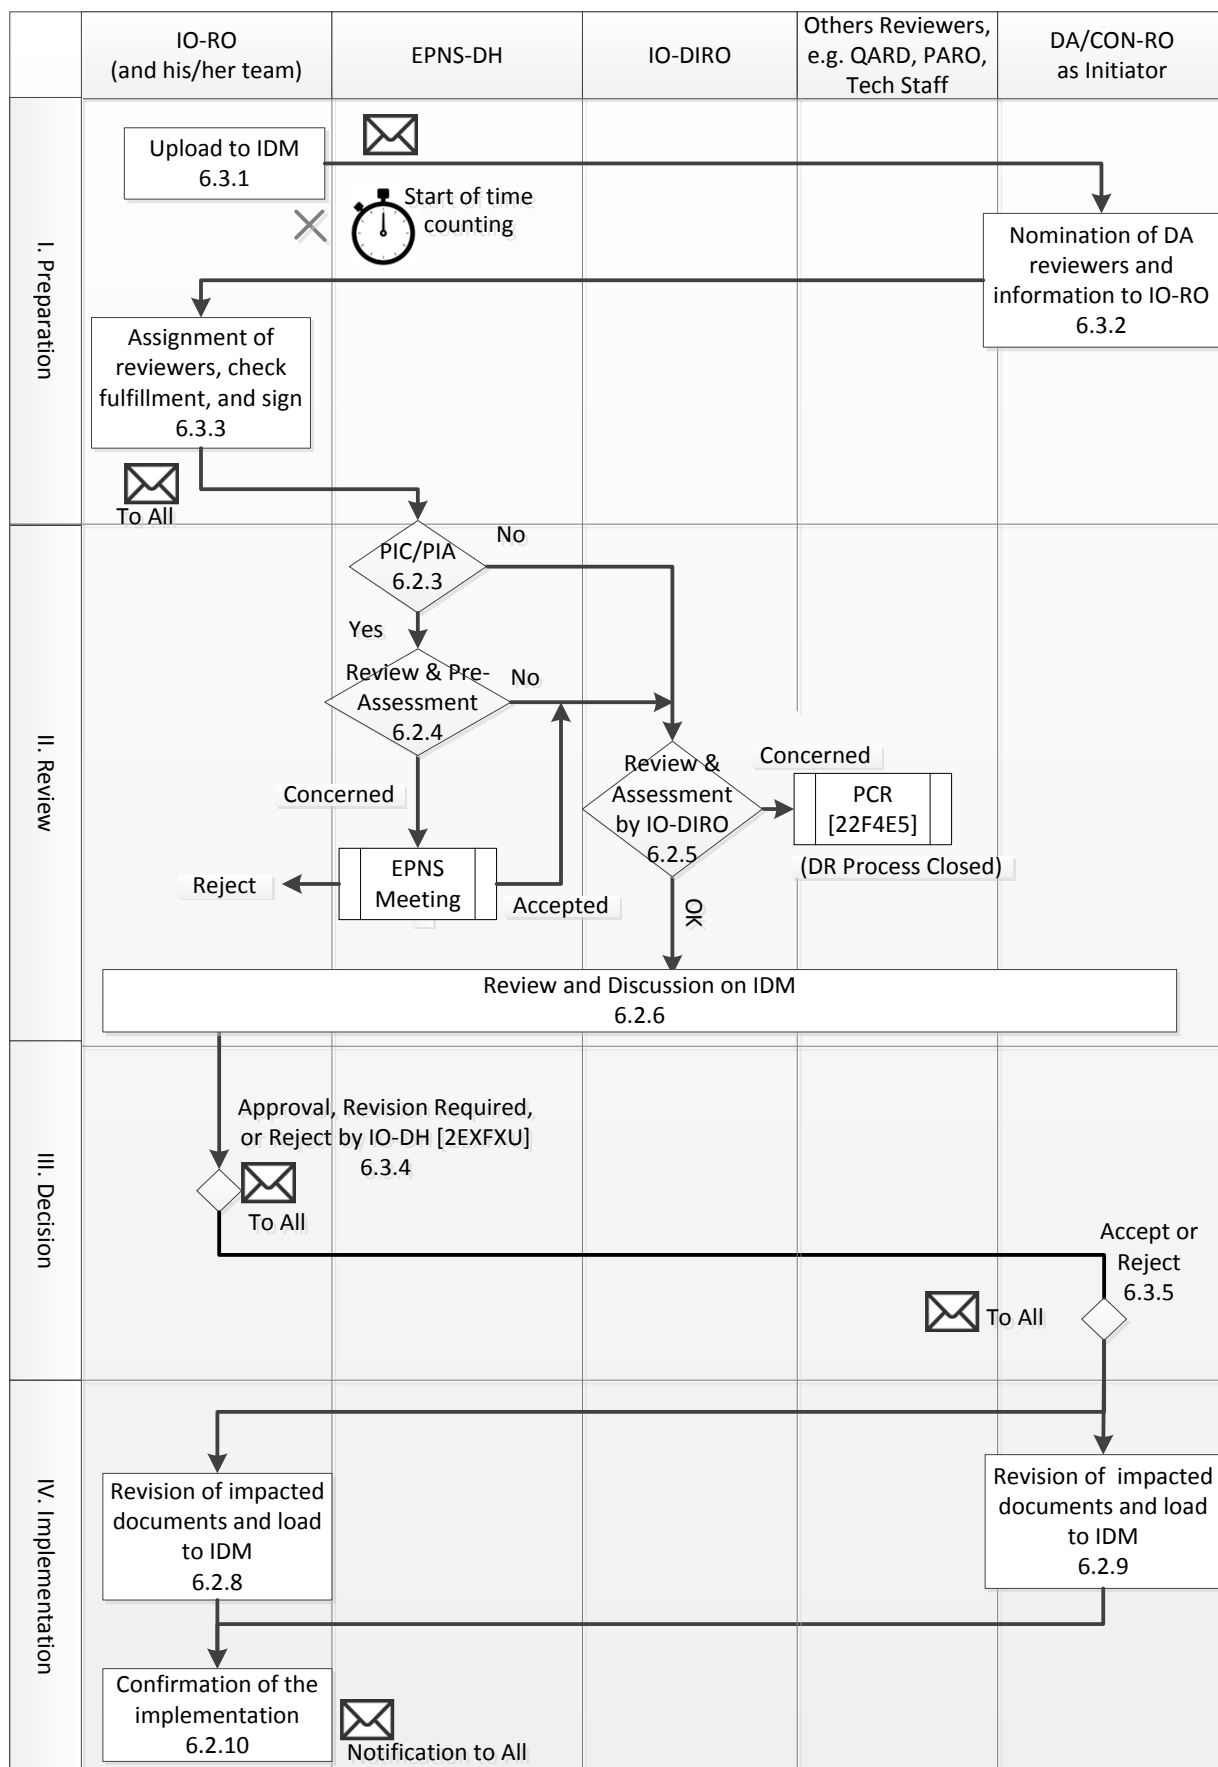 IO-RO
(and his/her team)
EPNS-DH
IO-DIRO
Others Reviewers,
e.g. QARD, PARO,
Tech Staff
DA/CON-RO
as Initiator
I. Preparation
Upload to IDM
6.3.1
Start of time
counting
Nomination of DA
reviewers and
information to IO-RO
6.3.2
Assignment of
reviewers, check
fulfillment, and sign
6.3.3
To All
II. Review
PIC/PIA
6.2.3
No
Yes
Review & Pre-
Assessment
6.2.4
No
Concerned
Review &
Assessment
by IO-DIRO
6.2.5
Concerned
PCR
[22F4E5]
(DR Process Closed)
EPNS
Meeting
Reject
Accepted
OK
Review and Discussion on IDM
6.2.6
III. Decision
Approval, Revision Required,
or Reject by IO-DH [2EXFXU]
6.3.4
To All
Accept or
Reject
6.3.5
To All
IV. Implementation
Revision of impacted
documents and load
to IDM
6.2.8
Revision of  impacted
documents and load
to IDM
6.2.9
Confirmation of the
implementation
6.2.10
Notification to All